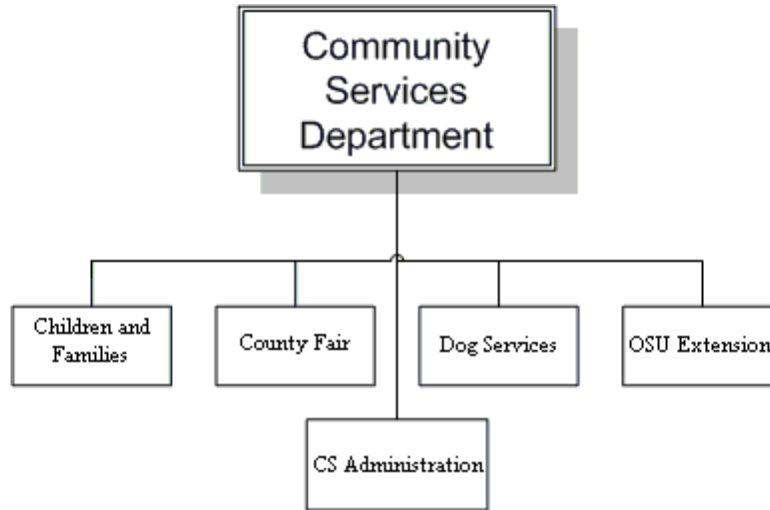 Community
Services
Department
Children and
Families
County Fair
Dog Services
OSU Extension
CS Administration